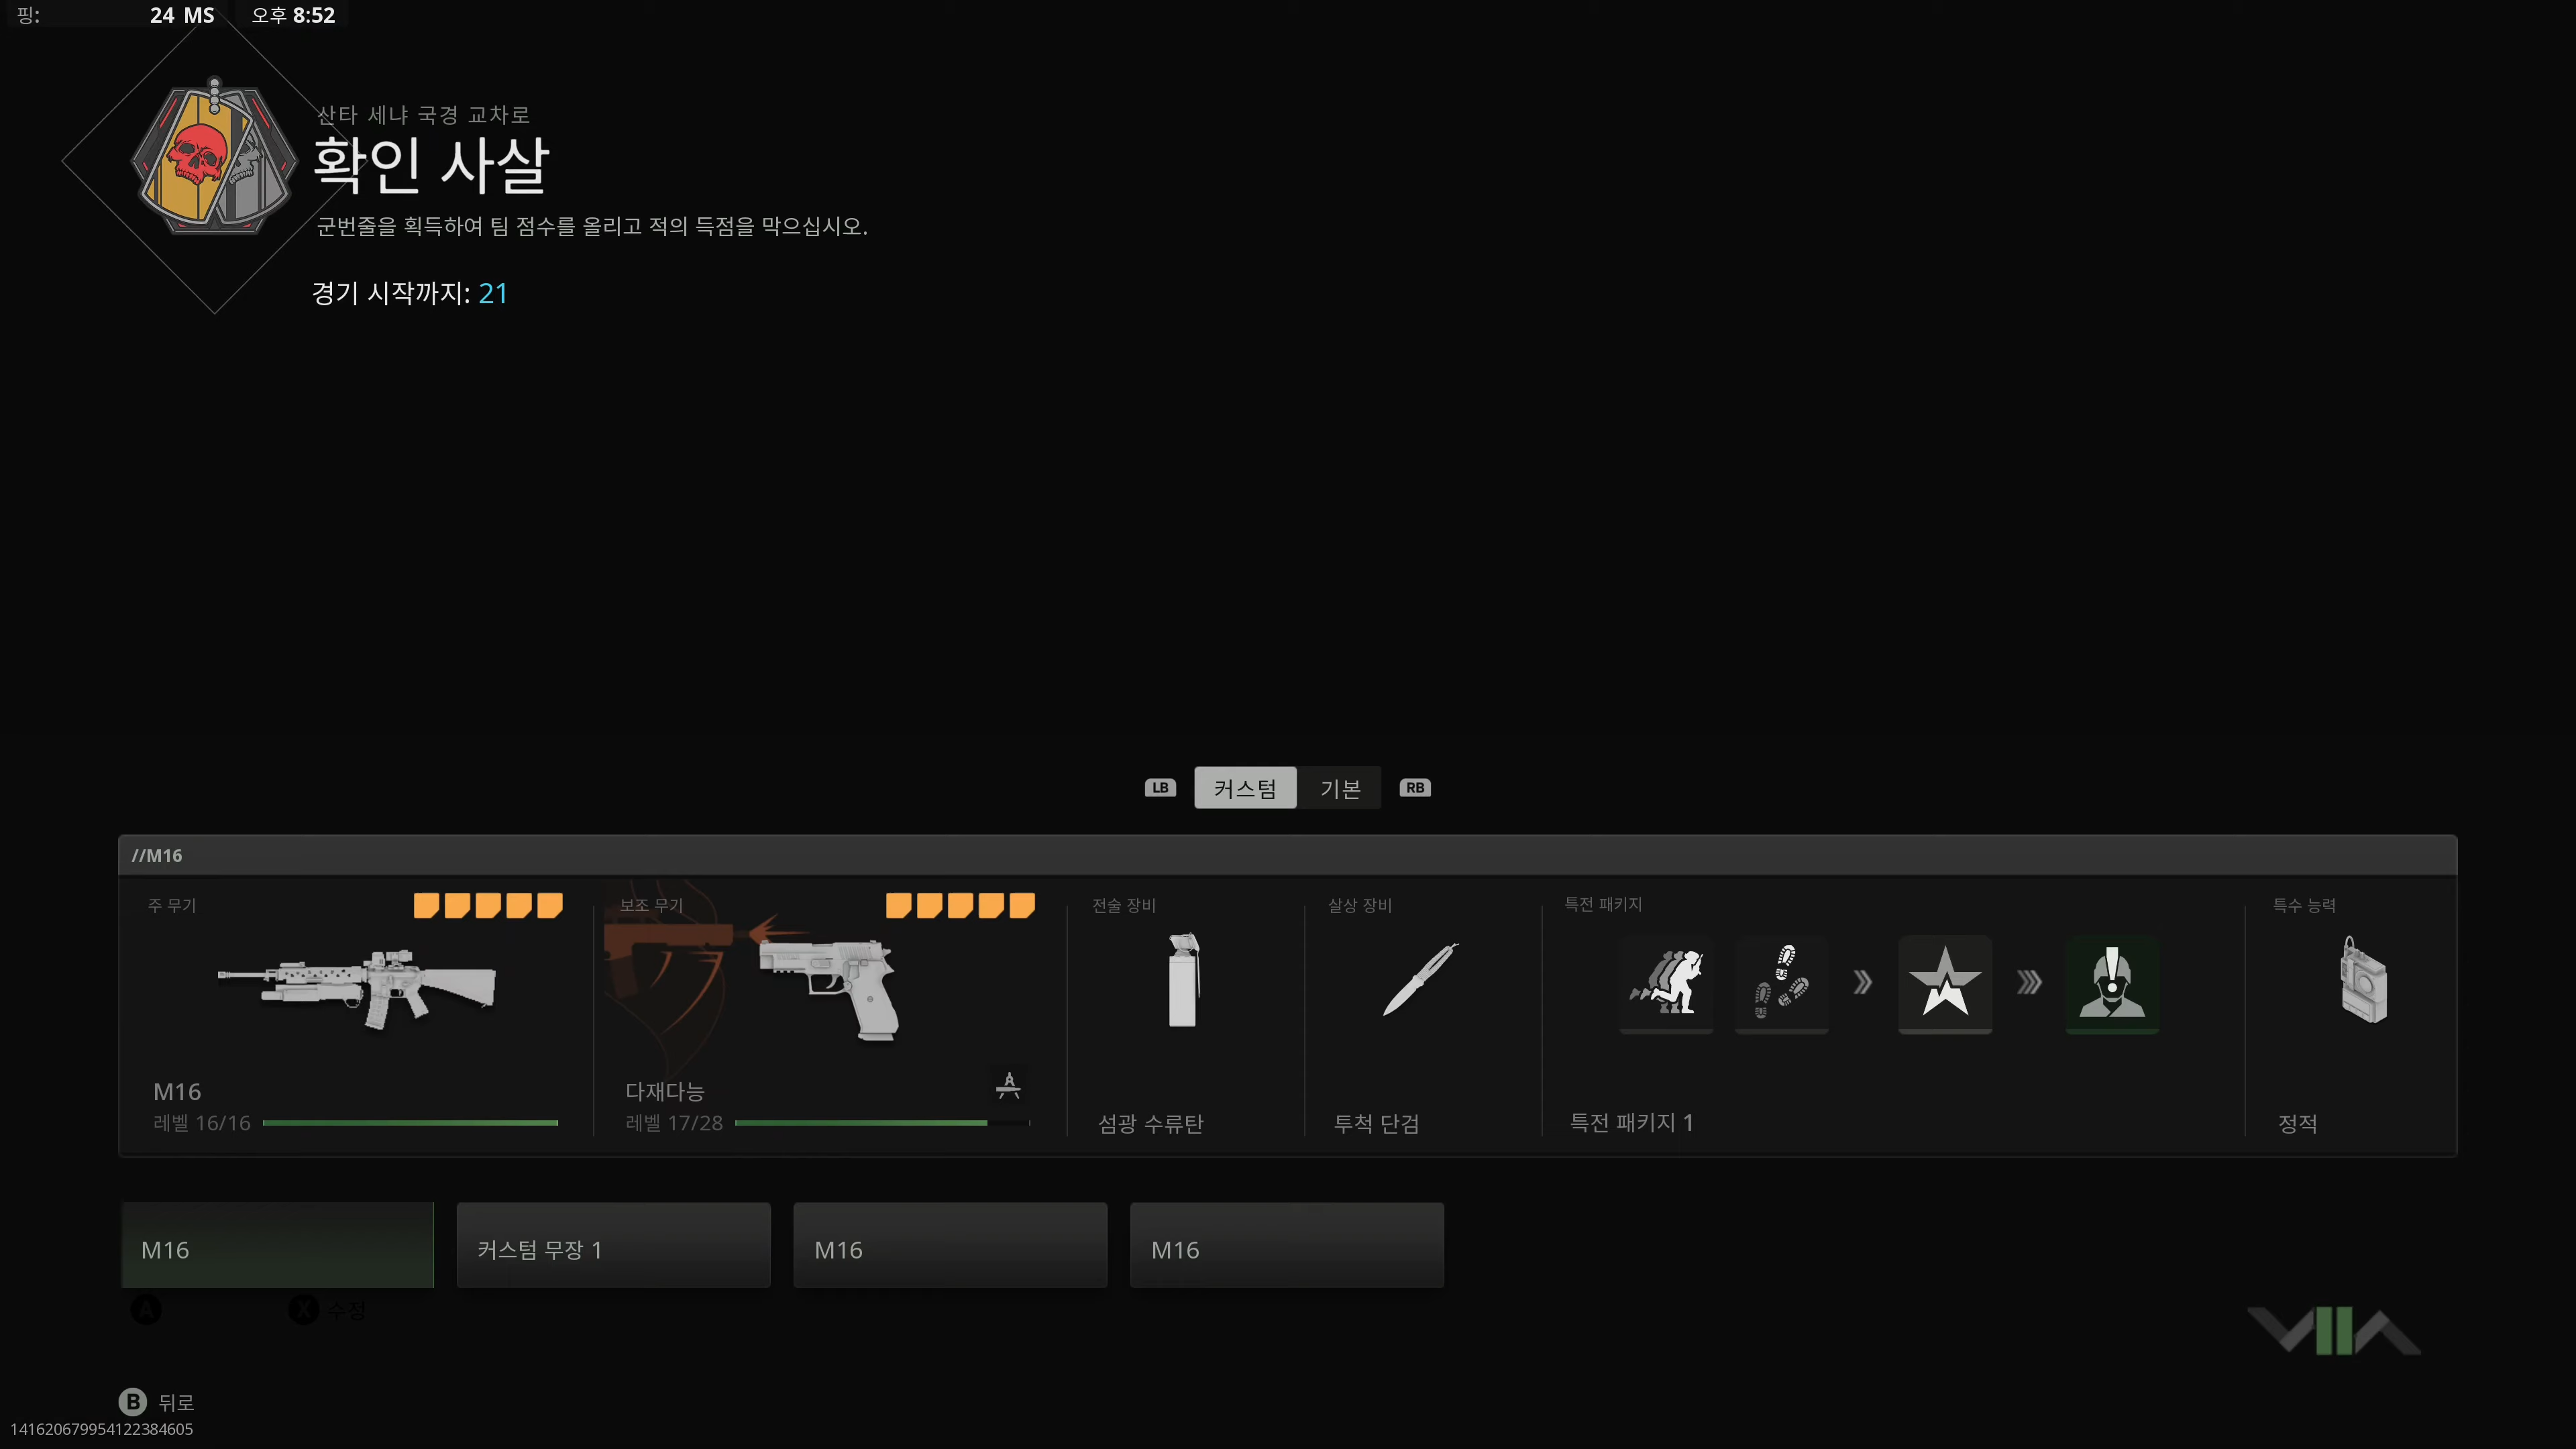 핑: 24 MS 오후 8:52
산타 세냐 국경 교차로
확인 사살
군번줄을 획득하여 팀 점수를 올리고 적의 득점을 막으십시오.
경기 시작까지: 21
LB 커스텀 기본 RB
//M16
주 무기 보조 무기 전술 장비 살상 장비 특전 패키지 특수 능력
M16 다재다능
레벨 16/16 레벨 17/28 섬광 수류탄 투척 단검 특전 패키지 1 정적
M16 커스텀 무장 1 M16 M16
A X 수정
B 뒤로
141620679954122384605